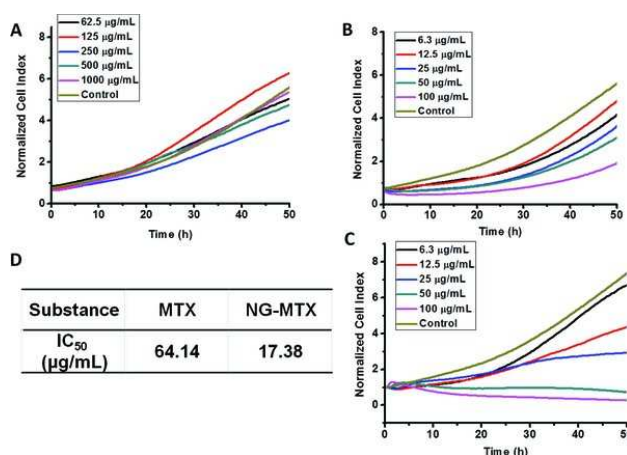 A
62.5 µg/mL
125 µg/mL
250 µg/mL
500 µg/mL
1000 µg/mL
Control
Normalized Cell Index
8
6
4
2
0
0 10 20 30 40 50
Time (h)
B
6.3 µg/mL
12.5 µg/mL
25 µg/mL
50 µg/mL
100 µg/mL
Control
Normalized Cell Index
8
6
4
2
0
0 10 20 30 40 50
Time (h)
C
6.3 µg/mL
12.5 µg/mL
25 µg/mL
50 µg/mL
100 µg/mL
Control
Normalized Cell Index
8
6
4
2
0
0 10 20 30 40 50
Time (h)
D
Substance MTX NG-MTX
IC50 (µg/mL) 64.14 17.38